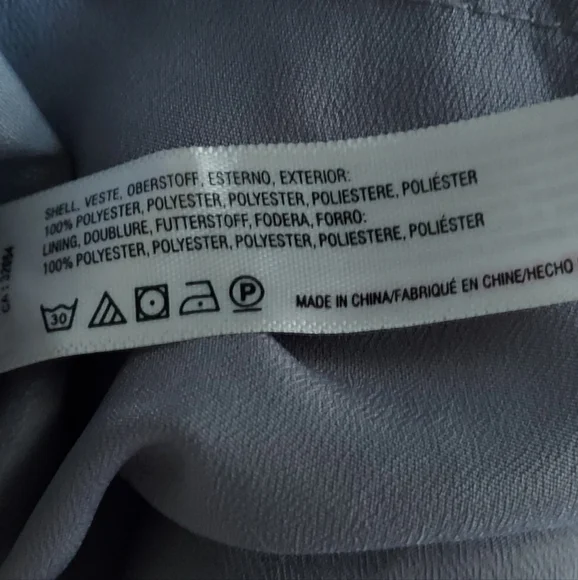 SHELL, VESTE, OBERSTOFF, ESTERNO, EXTERIOR:
100% POLYESTER, POLYESTER, POLYESTER, POLIESTERE, POLIÉSTER
LINING, DOUBLURE, FUTTERSTOFF, FODERA, FORRO:
100% POLYESTER, POLYESTER, POLYESTER, POLIESTERE, POLIÉSTER
30
P
MADE IN CHINA/FABRIQUÉ EN CHINE/HECHO
CA